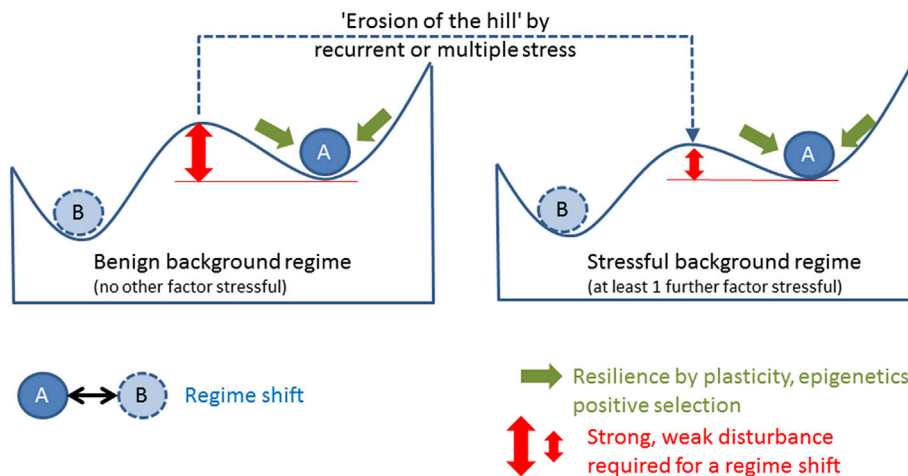 'Erosion of the hill' by
recurrent or multiple stress
A
B
Benign background regime
(no other factor stressful)
A
B
Stressful background regime
(at least 1 further factor stressful)
A
B
Regime shift
Resilience by plasticity, epigenetics
positive selection
Strong, weak disturbance
required for a regime shift